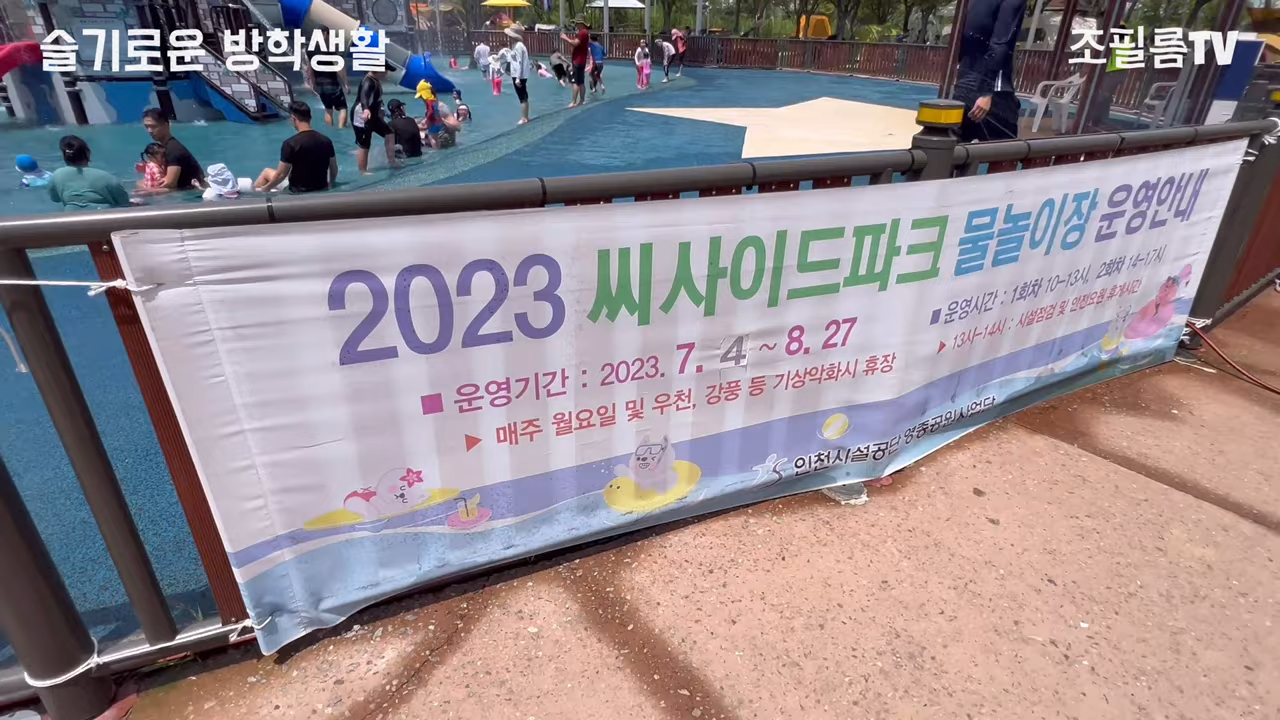 슬기로운 방학생활
초필름TV
2023 씨사이드파크 물놀이장 운영안내
■ 운영기간 : 2023. 7. 4 ~ 8. 27
▶ 매주 월요일 및 우천, 강풍 등 기상악화시 휴장
■ 운영시간 : 1회차 10~13시, 2회차 14~17시
▶ 13시~14시 : 시설점검 및 안전요원 휴게시간
인천시설공단 영종공원사업단